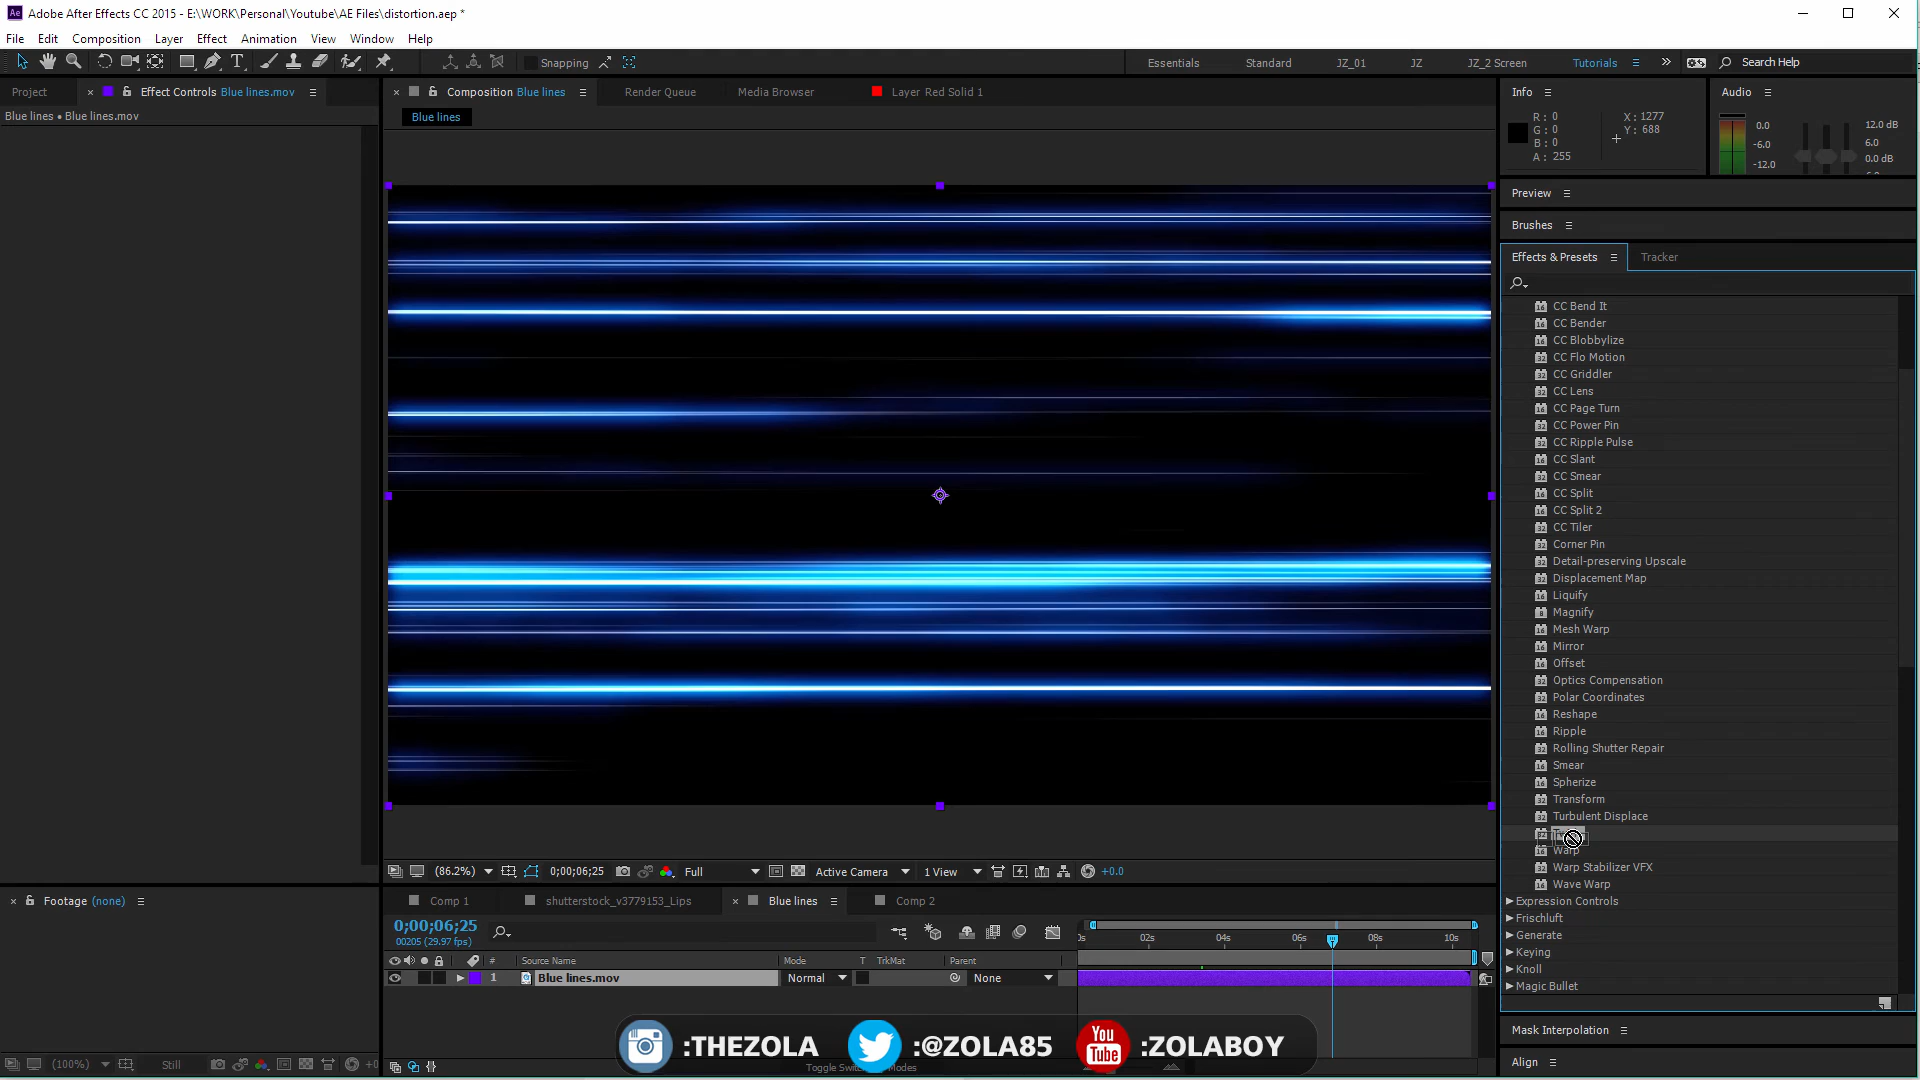 Adobe After Effects CC 2015 - E:\WORK\Personal\Youtube\AE Files\distortion.aep *
File Edit Composition Layer Effect Animation View Window Help
Snapping Essentials Standard JZ_01 JZ JZ_2 Screen Tutorials Search Help
Project Effect Controls Blue lines.mov Composition Blue lines Render Queue Media Browser Layer Red Solid 1 Info Audio
Blue lines • Blue lines.mov
Blue lines
R : 0
G : 0
B : 0
A : 255
X : 1277
Y : 688
0.0
-6.0
-12.0
12.0 dB
6.0
0.0 dB
Preview
Brushes
Effects & Presets Tracker
CC Bend It
CC Bender
CC Blobbylize
CC Flo Motion
CC Griddler
CC Lens
CC Page Turn
CC Power Pin
CC Ripple Pulse
CC Slant
CC Smear
CC Split
CC Split 2
CC Tiler
Corner Pin
Detail-preserving Upscale
Displacement Map
Liquify
Magnify
Mesh Warp
Mirror
Offset
Optics Compensation
Polar Coordinates
Reshape
Ripple
Rolling Shutter Repair
Smear
Spherize
Transform
Turbulent Displace
Warp
Warp Stabilizer VFX
Wave Warp
Expression Controls
Frischluft
Generate
Keying
Knoll
Magic Bullet
Mask Interpolation
Align
(86.2%) 0;00;06;25 Full Active Camera 1 View +0.0
Footage (none)
Comp 1 shutterstock_v3779153_Lips Blue lines Comp 2
0;00;06;25
00205 (29.97 fps)
0s 02s 04s 06s 08s 10s
# Source Name Mode T TrkMat Parent
1 Blue lines.mov Normal None
:THEZOLA :@ZOLA85 You Tube :ZOLABOY
(100%) Still +0
Toggle Switches / Modes